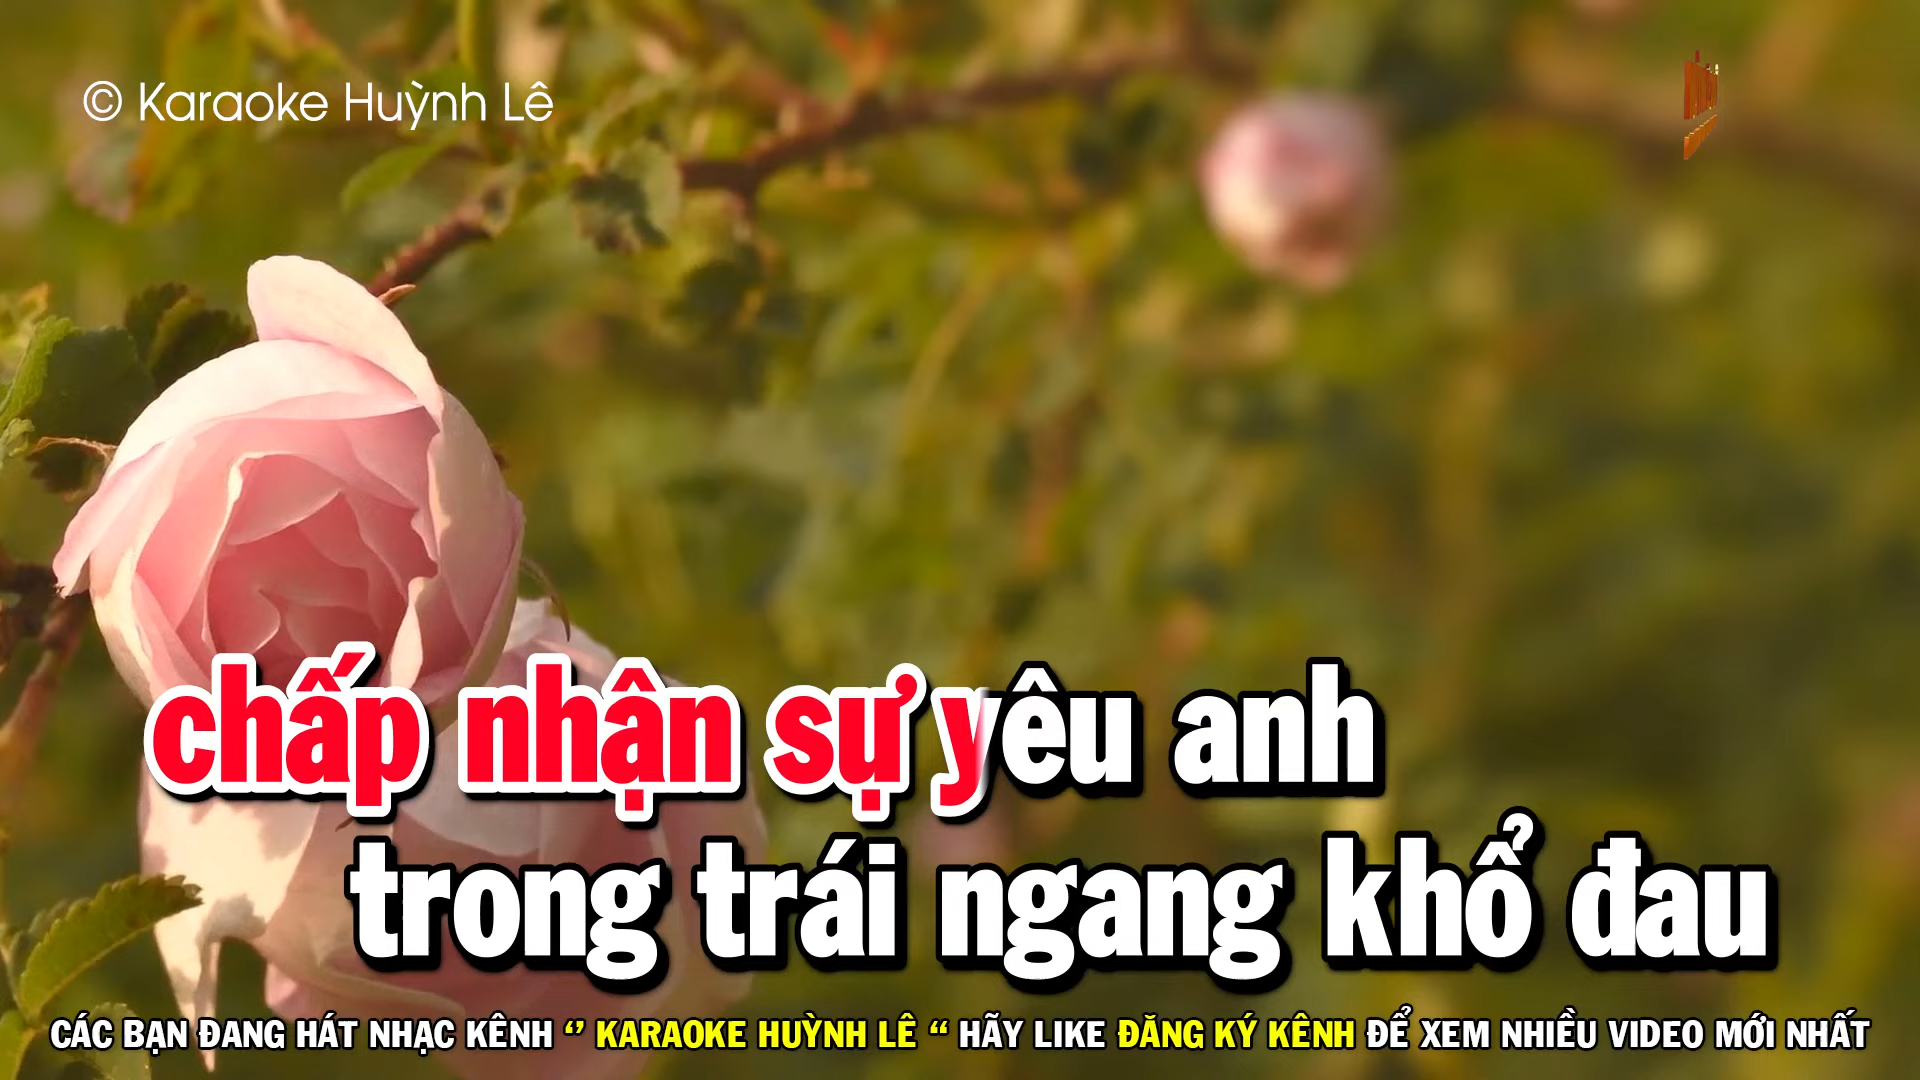 © Karaoke Huỳnh Lê
chấp nhận sự yêu anh
trong trái ngang khổ đau
CÁC BẠN ĐANG HÁT NHẠC KÊNH ‘’ KARAOKE HUỲNH LÊ “ HÃY LIKE ĐĂNG KÝ KÊNH ĐỂ XEM NHIỀU VIDEO MỚI NHẤT